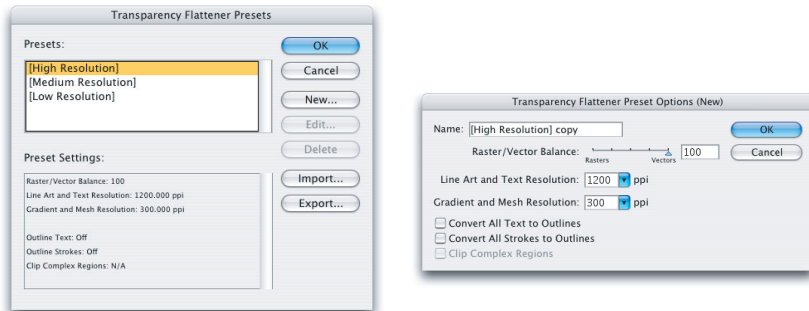 Transparency Flattener Presets
Presets:
[High Resolution]
[Medium Resolution]
[Low Resolution]
OK
Cancel
New...
Edit...
Delete
Import...
Export...
Preset Settings:
Raster/Vector Balance: 100
Line Art and Text Resolution: 1200.000 ppi
Gradient and Mesh Resolution: 300.000 ppi
Outline Text: Off
Outline Strokes: Off
Clip Complex Regions: N/A
Transparency Flattener Preset Options (New)
Name: [High Resolution] copy
OK
Raster/Vector Balance: 100
Rasters Vectors
Cancel
Line Art and Text Resolution: 1200 ppi
Gradient and Mesh Resolution: 300 ppi
Convert All Text to Outlines
Convert All Strokes to Outlines
Clip Complex Regions